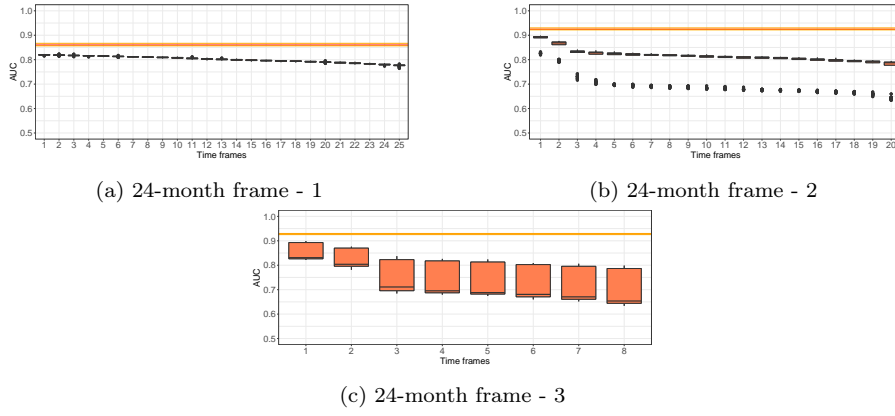 1.0
0.9
0.8
0.7
0.6
0.5
AUC
1 2 3 4 5 6 7 8 9 10 11 12 13 14 15 16 17 18 19 20 21 22 23 24 25
Time frames
(a) 24-month frame - 1
1.0
0.9
0.8
0.7
0.6
0.5
AUC
1 2 3 4 5 6 7 8 9 10 11 12 13 14 15 16 17 18 19 20
Time frames
(b) 24-month frame - 2
1.0
0.9
0.8
0.7
0.6
0.5
AUC
1 2 3 4 5 6 7 8
Time frames
(c) 24-month frame - 3